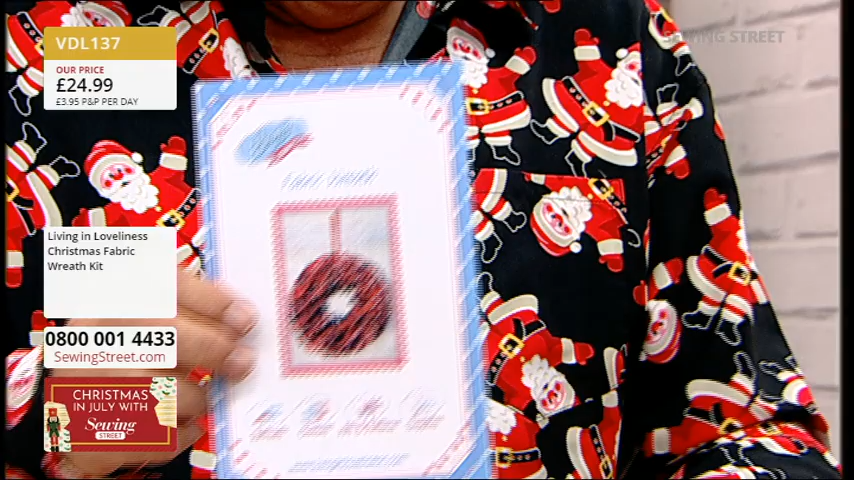 VDL137
SEWING STREET
OUR PRICE
£24.99
£3.95 P&P PER DAY
Living in Loveliness
Christmas Fabric
Wreath Kit
0800 001 4433
SewingStreet.com
CHRISTMAS
IN JULY WITH
Sewing
STREET